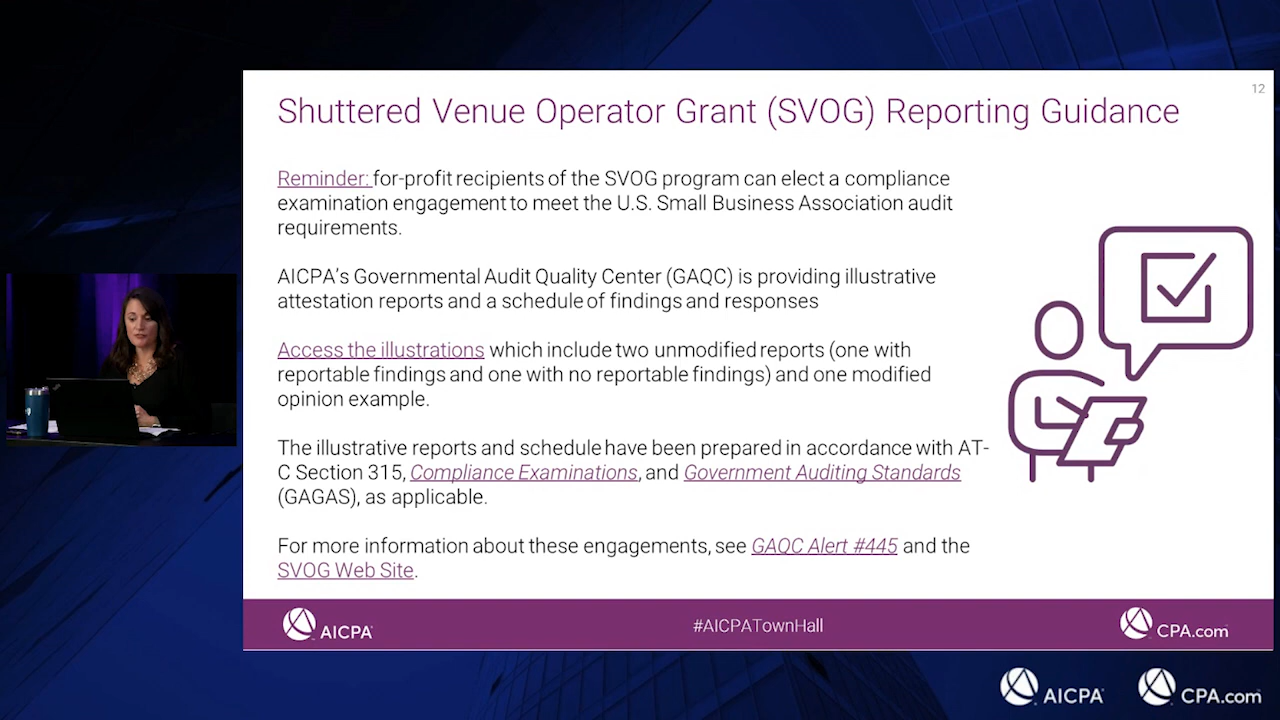 12
Shuttered Venue Operator Grant (SVOG) Reporting Guidance
Reminder: for-profit recipients of the SVOG program can elect a compliance
examination engagement to meet the U.S. Small Business Association audit
requirements.
AICPA's Governmental Audit Quality Center (GAQC) is providing illustrative
attestation reports and a schedule of findings and responses
Access the illustrations which include two unmodified reports (one with
reportable findings and one with no reportable findings) and one modified
opinion example.
The illustrative reports and schedule have been prepared in accordance with AT-
C Section 315, Compliance Examinations, and Government Auditing Standards
(GAGAS), as applicable.
For more information about these engagements, see GAQC Alert #445 and the
SVOG Web Site.
AICPA
#AICPATownHall
CPA.com
AICPA
CPA.com